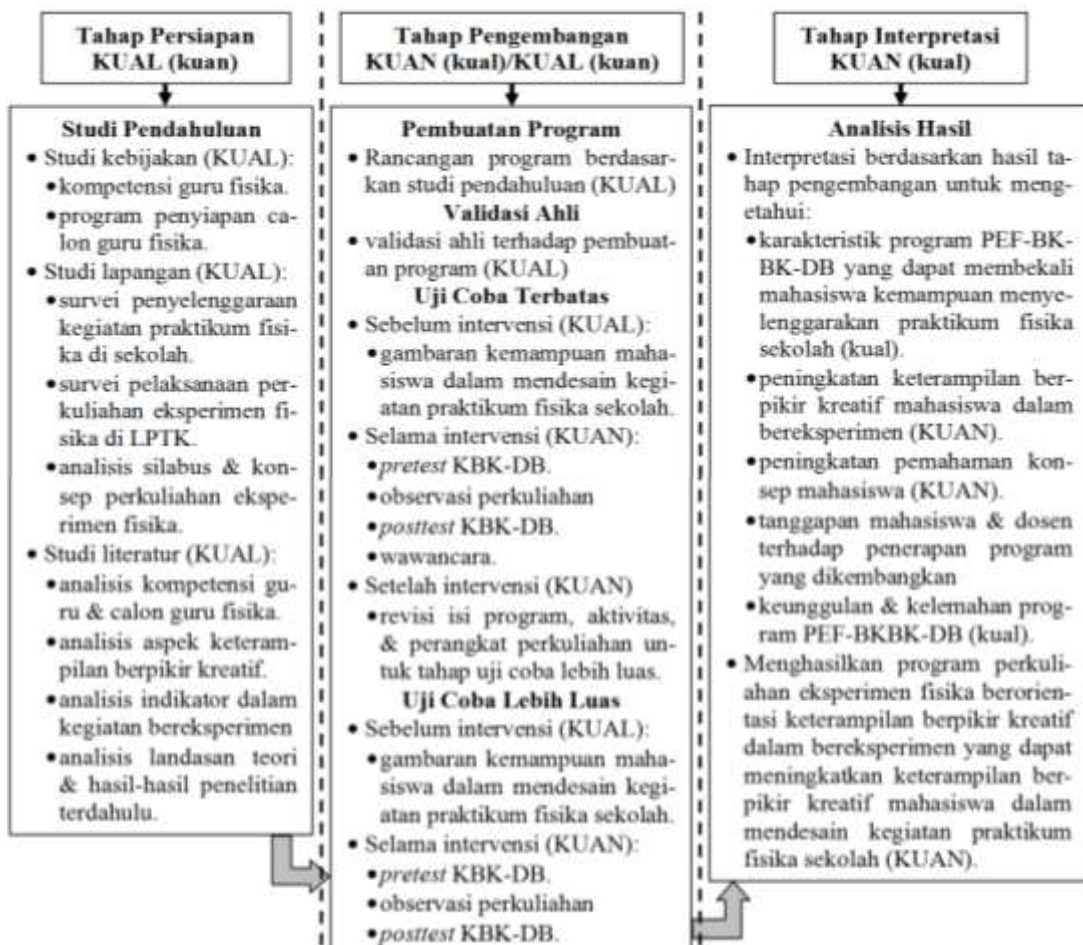 Tahap Persiapan
KUAL (kuan)
Studi Pendahuluan
• Studi kebijakan (KUAL):
•kompetensi guru fisika.
•program penyiapan ca-
lon guru fisika.
• Studi lapangan (KUAL):
•survei penyelenggaraan
kegiatan praktikum fisi-
ka di sekolah.
•survei pelaksanaan per-
kuliahan eksperimen fi-
sika di LPTK.
•analisis silabus & kon-
sep perkuliahan ekspe-
rimen fisika.
• Studi literatur (KUAL):
•analisis kompetensi gu-
ru & calon guru fisika.
•analisis aspek keteram-
pilan berpikir kreatif.
•analisis indikator dalam
kegiatan bereksperimen
•analisis landasan teori
& hasil-hasil penelitian
terdahulu.
Tahap Pengembangan
KUAN (kual)/KUAL (kuan)
Pembuatan Program
• Rancangan program berdasar-
kan studi pendahuluan (KUAL)
Validasi Ahli
• validasi ahli terhadap pembuat-
an program (KUAL)
Uji Coba Terbatas
• Sebelum intervensi (KUAL):
•gambaran kemampuan maha-
siswa dalam mendesain kegi-
atan praktikum fisika sekolah.
• Selama intervensi (KUAN):
•pretest KBK-DB.
•observasi perkuliahan
•posttest KBK-DB.
•wawancara.
• Setelah intervensi (KUAN)
•revisi isi program, aktivitas,
& perangkat perkuliahan un-
tuk tahap uji coba lebih luas.
Uji Coba Lebih Luas
• Sebelum intervensi (KUAL):
•gambaran kemampuan maha-
siswa dalam mendesain kegi-
atan praktikum fisika sekolah.
• Selama intervensi (KUAN):
•pretest KBK-DB.
•observasi perkuliahan
•posttest KBK-DB.
Tahap Interpretasi
KUAN (kual)
Analisis Hasil
• Interpretasi berdasarkan hasil ta-
hap pengembangan untuk meng-
etahui:
•karakteristik program PEF-BK-
BK-DB yang dapat membekali
mahasiswa kemampuan menye-
lenggarakan praktikum fisika
sekolah (kual).
•peningkatan keterampilan ber-
pikir kreatif mahasiswa dalam
bereksperimen (KUAN).
•peningkatan pemahaman kon-
sep mahasiswa (KUAN).
•tanggapan mahasiswa & dosen
terhadap penerapan program
yang dikembangkan
•keunggulan & kelemahan prog-
ram PEF-BKBK-DB (kual).
• Menghasilkan program perkuli-
ahan eksperimen fisika berorien-
tasi keterampilan berpikir kreatif
dalam bereksperimen yang dapat
meningkatkan keterampilan ber-
pikir kreatif mahasiswa dalam
mendesain kegiatan praktikum
fisika sekolah (KUAN).